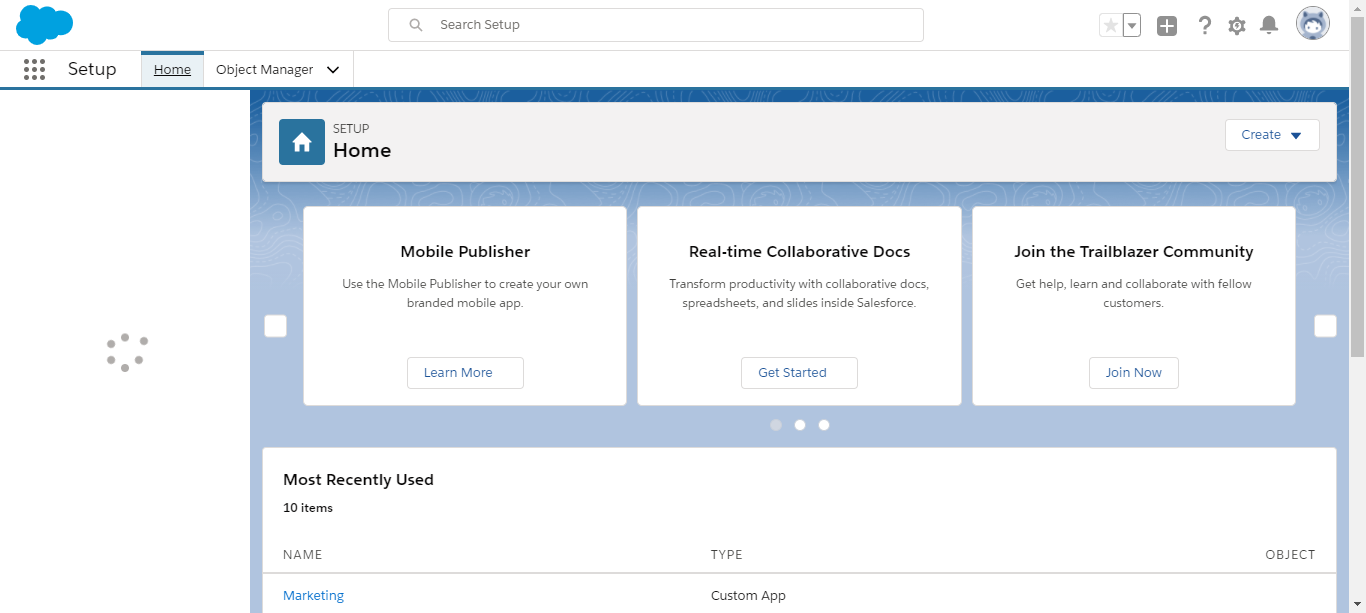 Search Setup
Setup
Home
Object Manager
SETUP
Home
Create
Mobile Publisher
Use the Mobile Publisher to create your own
branded mobile app.
Learn More
Real-time Collaborative Docs
Transform productivity with collaborative docs,
spreadsheets, and slides inside Salesforce.
Get Started
Join the Trailblazer Community
Get help, learn and collaborate with fellow
customers.
Join Now
Most Recently Used
10 items
NAME TYPE OBJECT
Marketing Custom App